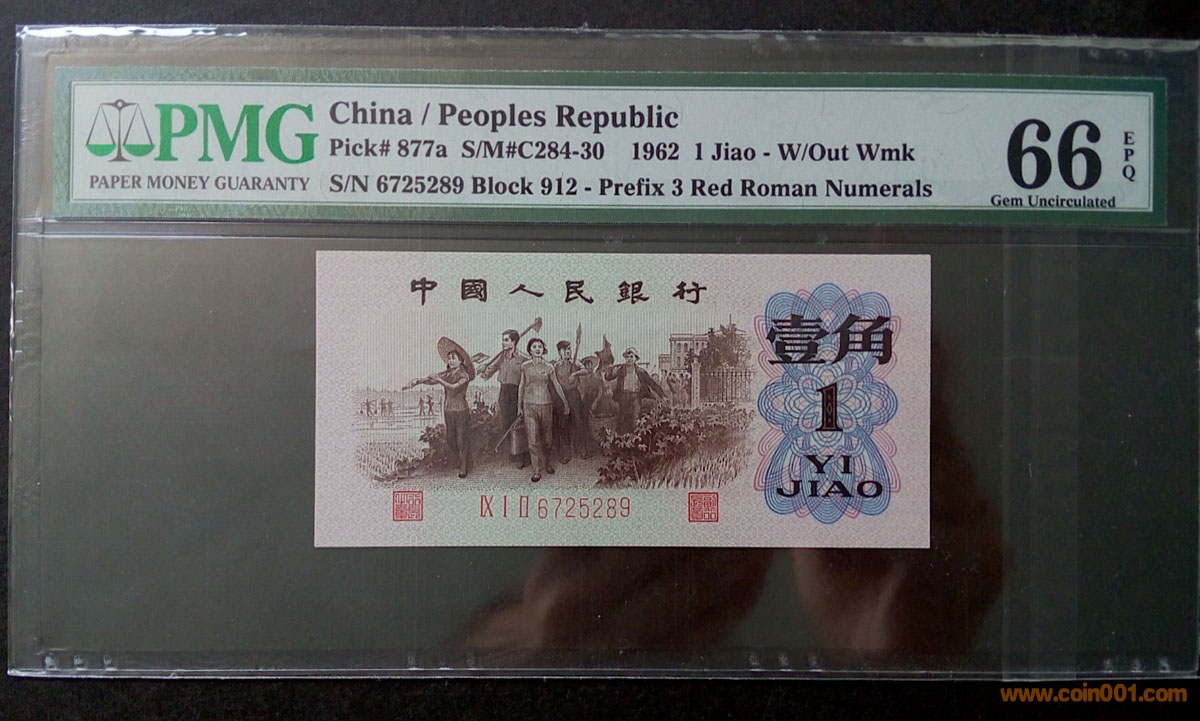 PMG
PAPER MONEY GUARANTY
China / Peoples Republic
Pick# 877a S/M#C284-30 1962 1 Jiao - W/Out Wmk
S/N 6725289 Block 912 - Prefix 3 Red Roman Numerals
66
EPQ
Gem Uncirculated
中國人民銀行
壹角
1
YI
JIAO
IX I II 6725289
www.coin001.com